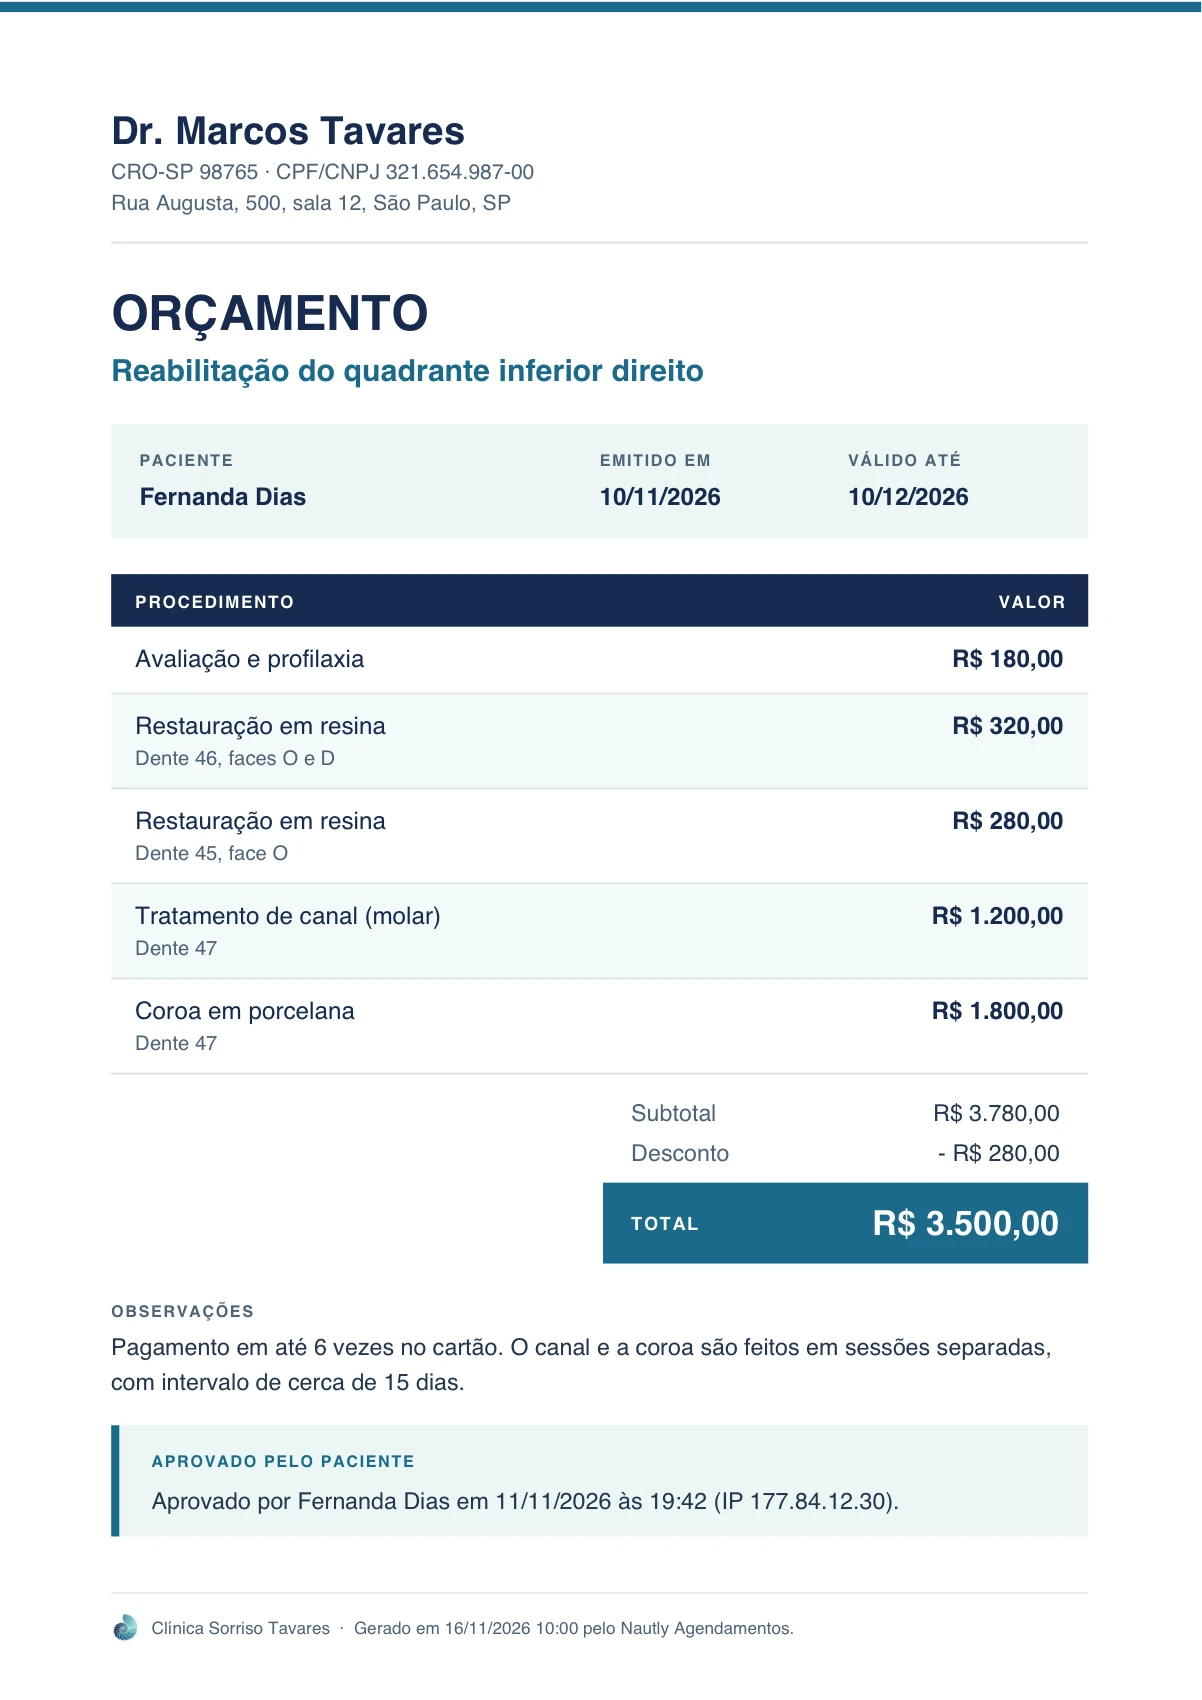 Dr. Marcos Tavares
CRO-SP 98765 · CPF/CNPJ 321.654.987-00
Rua Augusta, 500, sala 12, São Paulo, SP
ORÇAMENTO
Reabilitação do quadrante inferior direito
PACIENTE EMITIDO EM VÁLIDO ATÉ
Fernanda Dias 10/11/2026 10/12/2026
PROCEDIMENTO VALOR
Avaliação e profilaxia R$ 180,00
Restauração em resina R$ 320,00
Dente 46, faces O e D
Restauração em resina R$ 280,00
Dente 45, face O
Tratamento de canal (molar) R$ 1.200,00
Dente 47
Coroa em porcelana R$ 1.800,00
Dente 47
Subtotal R$ 3.780,00
Desconto - R$ 280,00
TOTAL R$ 3.500,00
OBSERVAÇÕES
Pagamento em até 6 vezes no cartão. O canal e a coroa são feitos em sessões separadas,
com intervalo de cerca de 15 dias.
APROVADO PELO PACIENTE
Aprovado por Fernanda Dias em 11/11/2026 às 19:42 (IP 177.84.12.30).
Clínica Sorriso Tavares · Gerado em 16/11/2026 10:00 pelo Nautly Agendamentos.